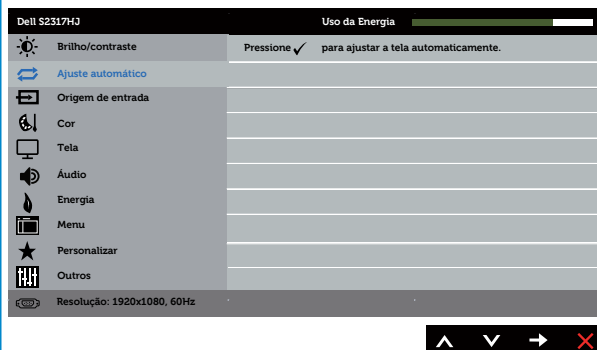 Dell S2317HJ Uso da Energia
Brilho/contraste Pressione ✓ para ajustar a tela automaticamente.
Ajuste automático
Origem de entrada
Cor
Tela
Áudio
Energia
Menu
Personalizar
Outros
Resolução: 1920x1080, 60Hz